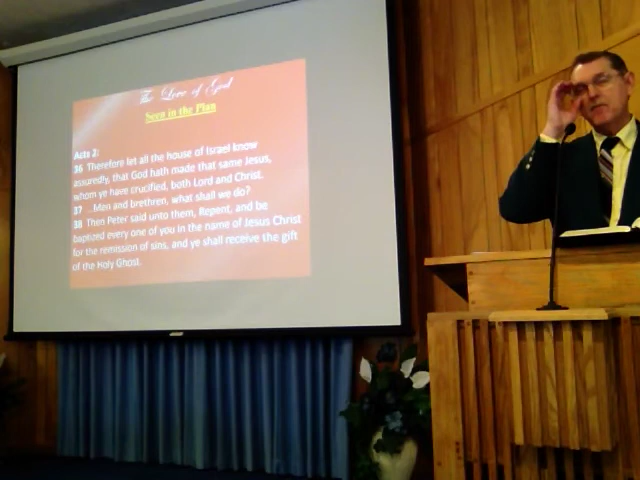 The Love of God
Seen in the Plan
Acts 2:
36 Therefore let all the house of Israel know
assuredly, that God hath made that same Jesus,
whom ye have crucified, both Lord and Christ.
37 ..Men and brethren, what shall we do?
38 Then Peter said unto them, Repent, and be
baptized every one of you in the name of Jesus Christ
for the remission of sins, and ye shall receive the gift
of the Holy Ghost.